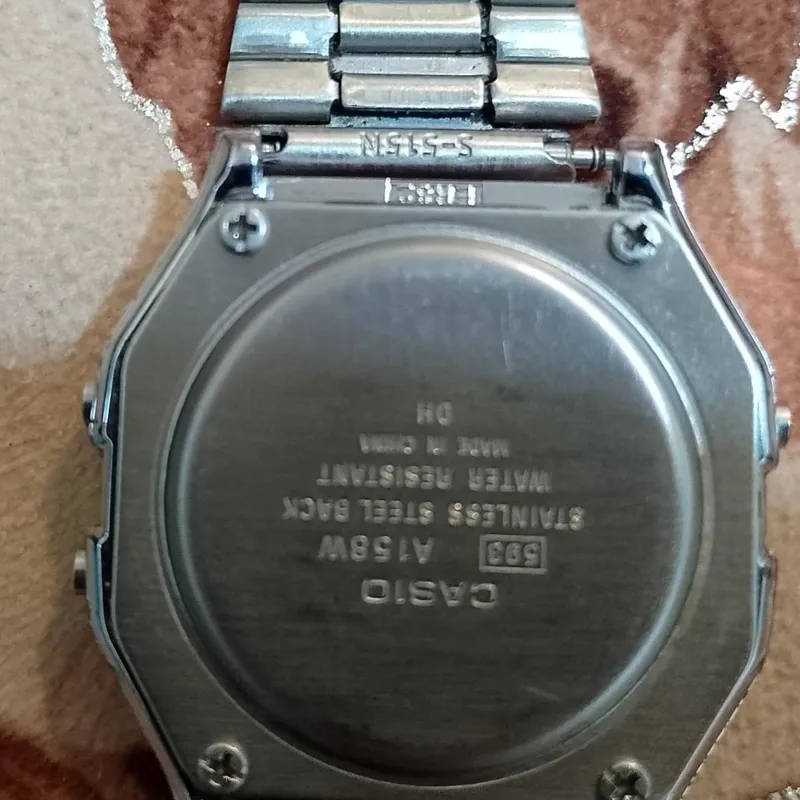 CASIO
593 A158W
STAINLESS STEEL BACK
WATER RESISTANT
MADE IN CHINA
DH
S-515N